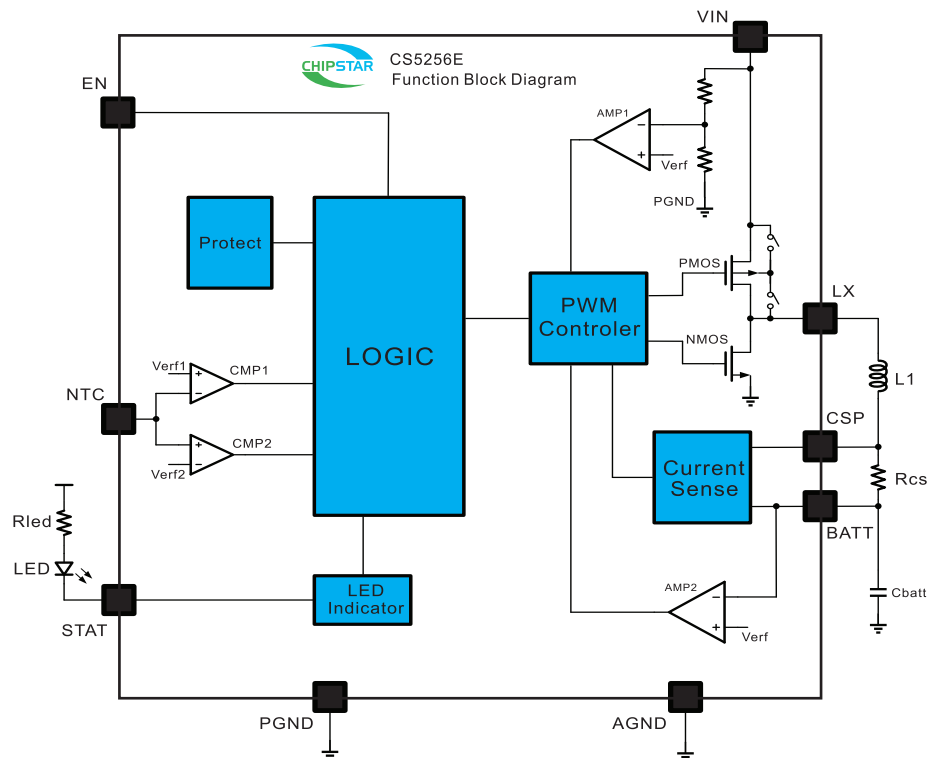 VIN
CHIPSTAR
CS5256E
Function Block Diagram
EN
AMP1
Verf
PGND
Protect
PMOS
LX
PWM
Controler
NMOS
LOGIC
Verf1
CMP1
NTC
L1
CMP2
CSP
Verf2
Current
Sense
Rcs
Rled
BATT
LED
LED
Indicator
AMP2
Cbatt
STAT
Verf
PGND
AGND